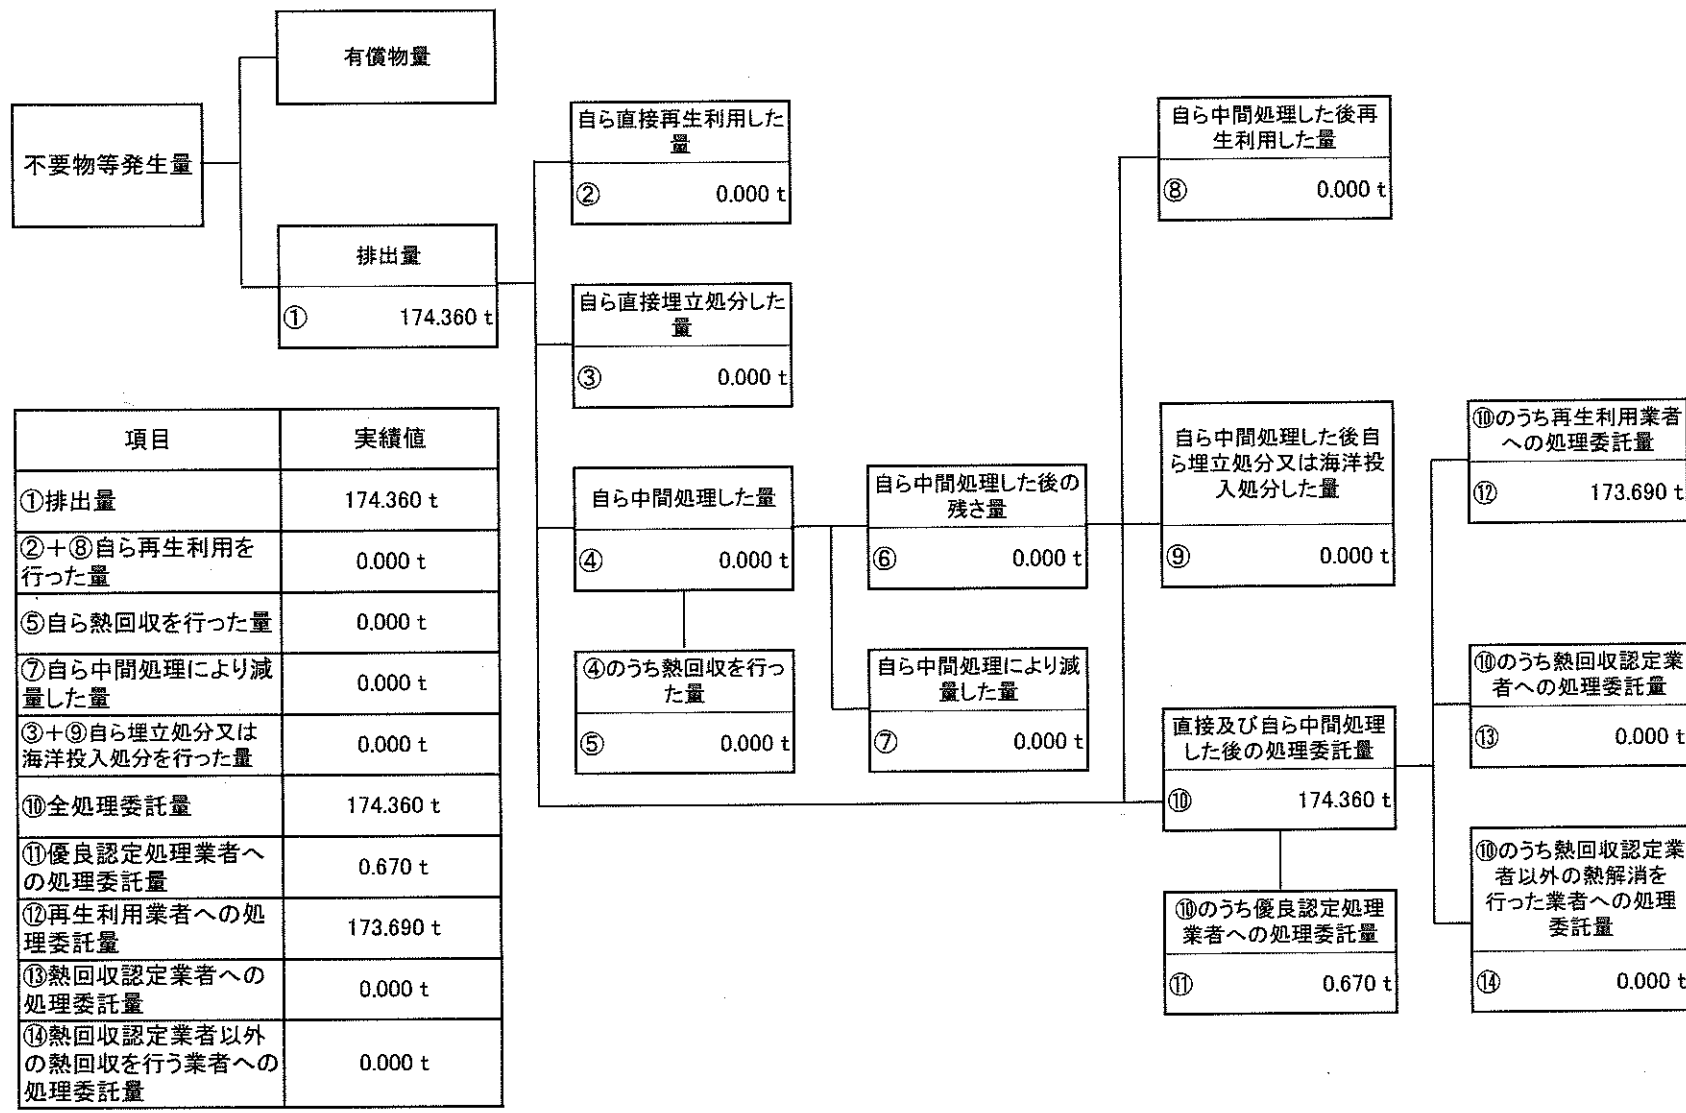 有償物量
不要物等発生量
排出量
① 174.360 t
自ら直接再生利用した
量
② 0.000 t
自ら直接埋立処分した
量
③ 0.000 t
自ら中間処理した量
④ 0.000 t
④のうち熱回収を行っ
た量
⑤ 0.000 t
自ら中間処理した後の
残さ量
⑥ 0.000 t
自ら中間処理により減
量した量
⑦ 0.000 t
自ら中間処理した後再
生利用した量
⑧ 0.000 t
自ら中間処理した後自
ら埋立処分又は海洋投
入処分した量
⑨ 0.000 t
直接及び自ら中間処理
した後の処理委託量
⑩ 174.360 t
⑩のうち優良認定処理
業者への処理委託量
⑪ 0.670 t
⑩のうち再生利用業者
への処理委託量
⑫ 173.690 t
⑩のうち熱回収認定業
者への処理委託量
⑬ 0.000 t
⑩のうち熱回収認定業
者以外の熱解消を
行った業者への処理
委託量
⑭ 0.000 t
項目 実績値
①排出量 174.360 t
②＋⑧自ら再生利用を
行った量 0.000 t
⑤自ら熱回収を行った量 0.000 t
⑦自ら中間処理により減
量した量 0.000 t
③＋⑨自ら埋立処分又は
海洋投入処分を行った量 0.000 t
⑩全処理委託量 174.360 t
⑪優良認定処理業者へ
の処理委託量 0.670 t
⑫再生利用業者への処
理委託量 173.690 t
⑬熱回収認定業者への
処理委託量 0.000 t
⑭熱回収認定業者以外
の熱回収を行う業者への
処理委託量 0.000 t